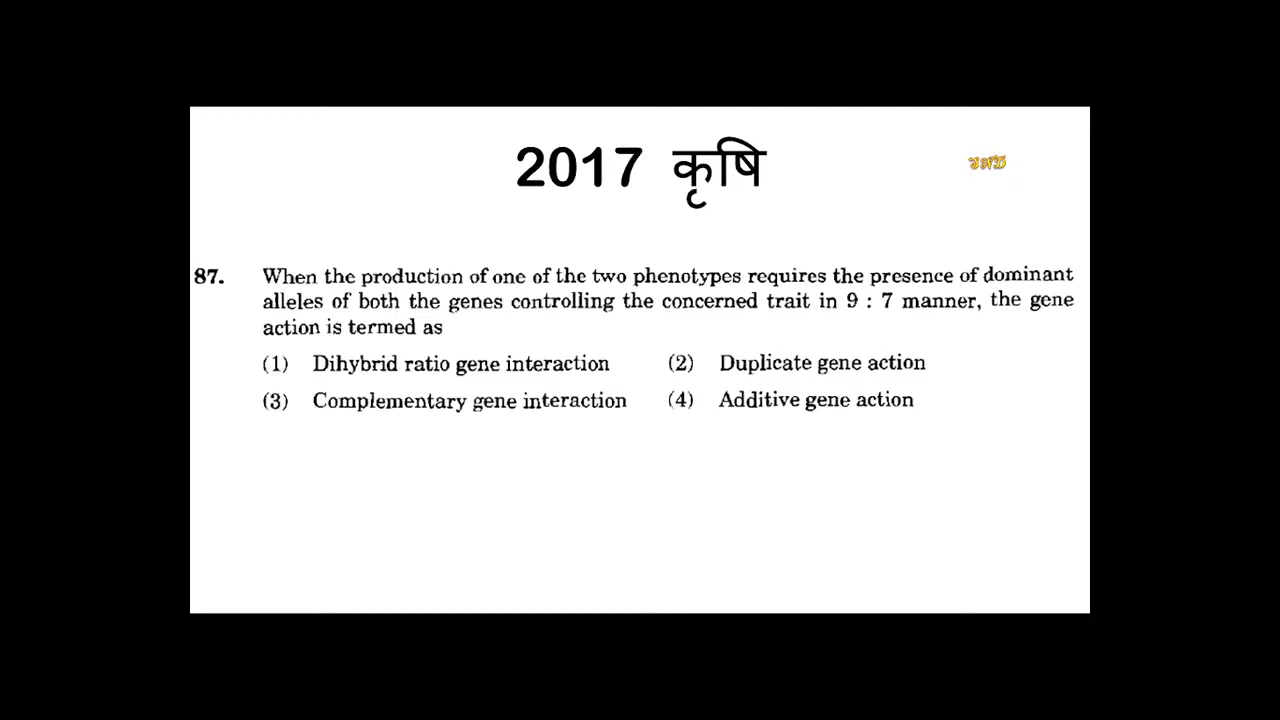 2017 कृषि
87. When the production of one of the two phenotypes requires the presence of dominant
alleles of both the genes controlling the concerned trait in 9 : 7 manner, the gene
action is termed as
(1) Dihybrid ratio gene interaction (2) Duplicate gene action
(3) Complementary gene interaction (4) Additive gene action